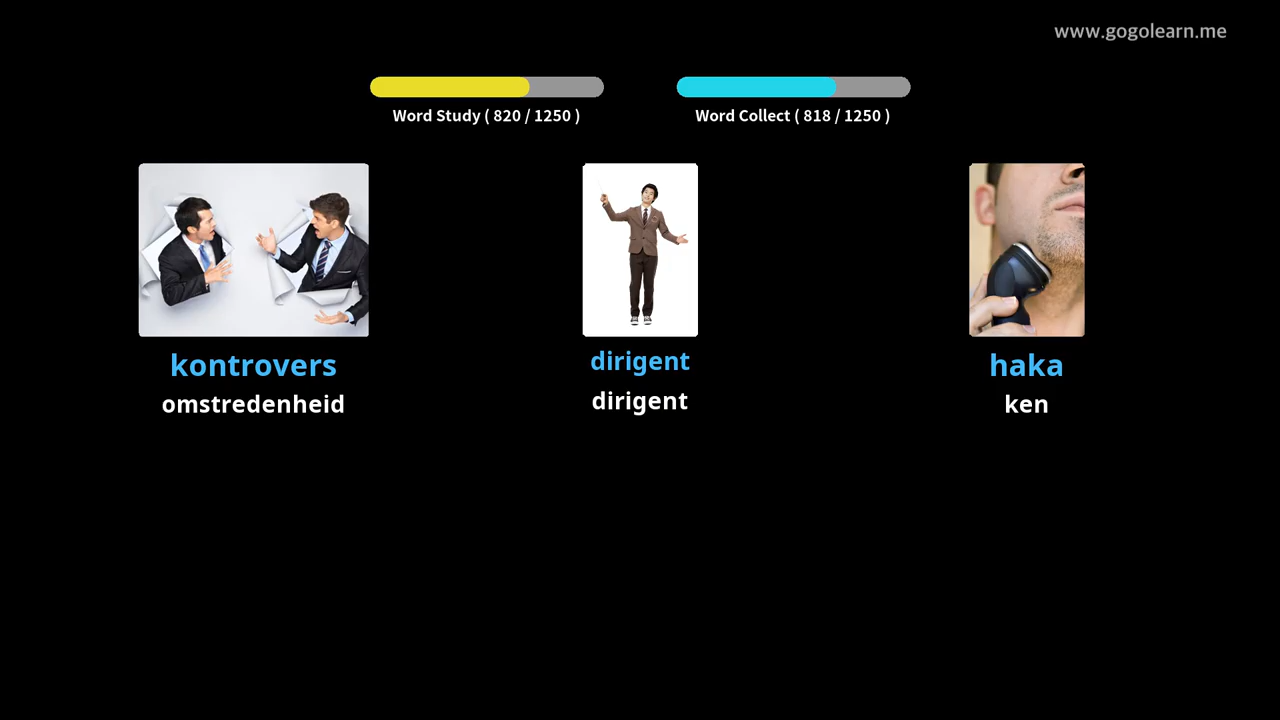 www.gogolearn.me
Word Study ( 820 / 1250 )
Word Collect ( 818 / 1250 )
kontrovers
omstredenheid
dirigent
dirigent
haka
ken